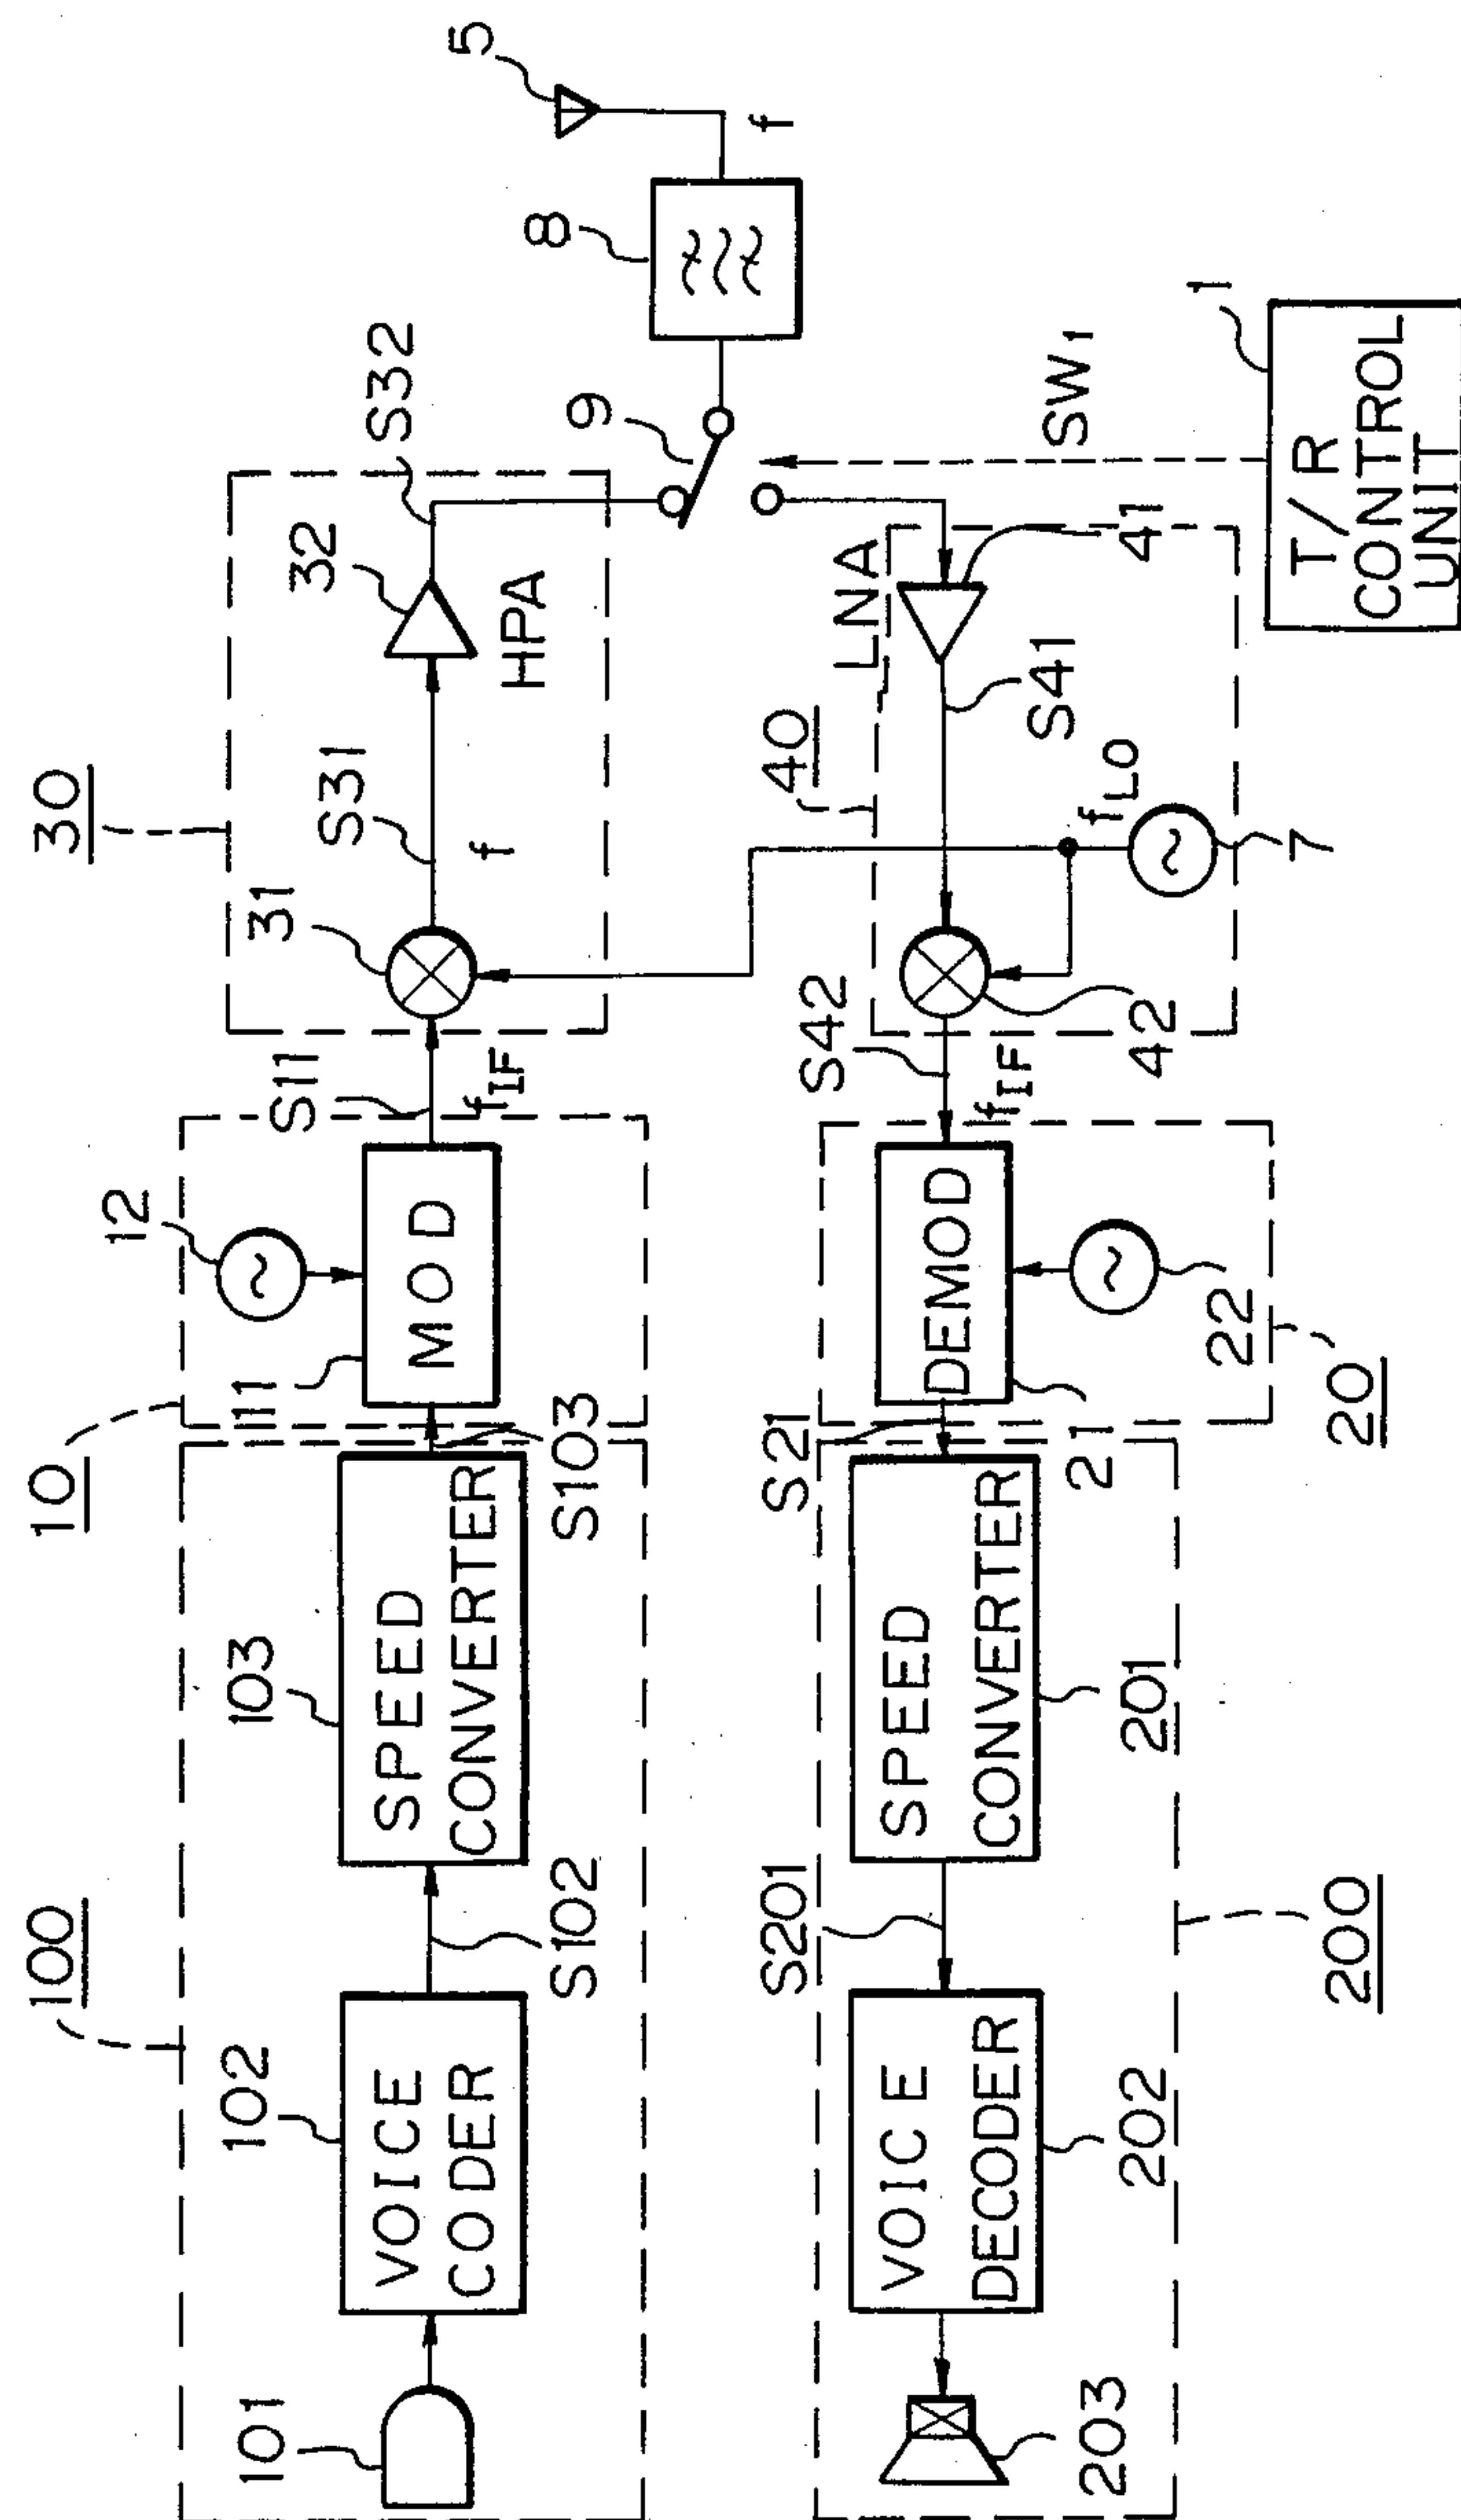 100
10
30
101
102
VOICE
CODER
S102
103
SPEED
CONVERTER
S103
11
12
MOD
S11
fIF
31
S31
f
32
HPA
S32
9
8
5
f
203
202
VOICE
DECODER
S201
201
SPEED
CONVERTER
S21
21
DEMOD
22
S42
fIF
42
40
S41
LNA
41
fLO
7
SW1
1
T/R
CONTROL
UNIT
200
20